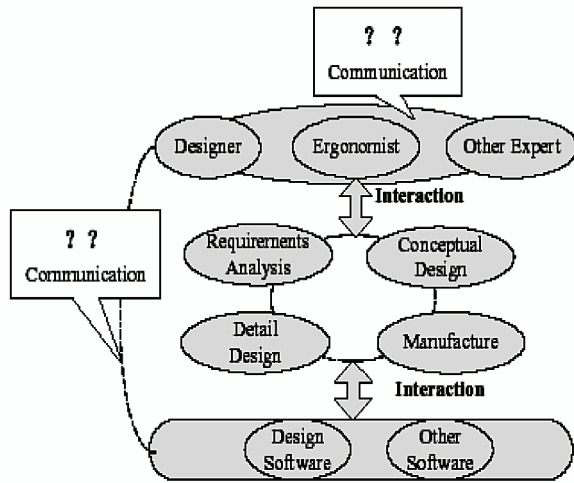 ? ?
Communication
Designer
Ergonomist
Other Expert
Interaction
Requirements
Analysis
Conceptual
Design
? ?
Communication
Detail
Design
Manufacture
Interaction
Design
Software
Other
Software